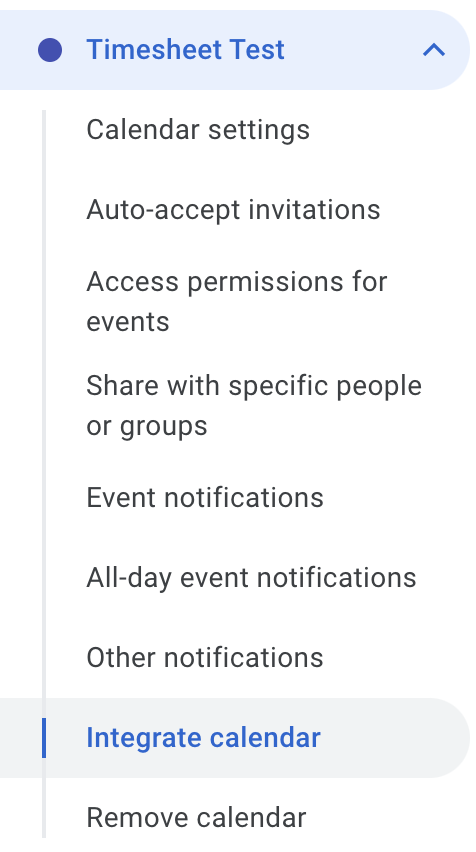 Timesheet Test
Calendar settings
Auto-accept invitations
Access permissions for
events
Share with specific people
or groups
Event notifications
All-day event notifications
Other notifications
Integrate calendar
Remove calendar